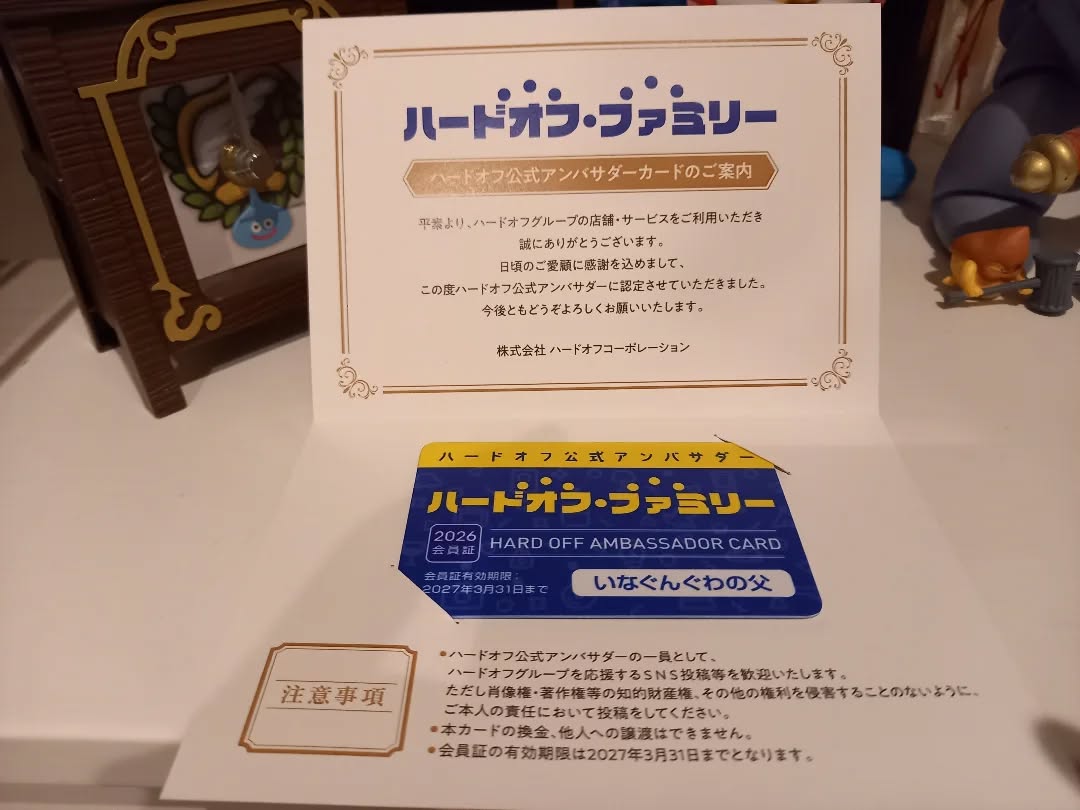 ハードオフ・ファミリー
ハードオフ公式アンバサダーカードのご案内
平素より、ハードオフグループの店舗・サービスをご利用いただき
誠にありがとうございます。
日頃のご愛顧に感謝を込めまして、
この度ハードオフ公式アンバサダーに認定させていただきました。
今後ともどうぞよろしくお願いいたします。
株式会社 ハードオフコーポレーション
ハードオフ公式アンバサダー
ハードオフ・ファミリー
2026
会員証
HARD OFF AMBASSADOR CARD
会員証有効期限:
2027年3月31日まで
いなぐんぐわの父
注意事項
●ハードオフ公式アンバサダーの一員として、
ハードオフグループを応援するSNS投稿等を歓迎いたします。
ただし肖像権・著作権等の知的財産権、その他の権利を侵害することのないように、
ご本人の責任において投稿をしてください。
●本カードの換金、他人への譲渡はできません。
●会員証の有効期限は2027年3月31日までとなります。